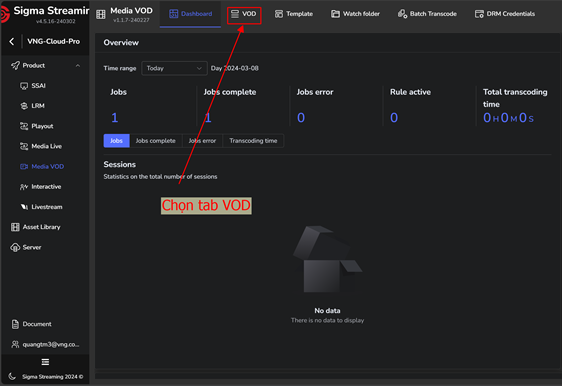 Sigma Streamin
v4.5.16-240302
Media VOD
v1.1.7-240227
Dashboard
VOD
Template
Watch folder
Batch Transcode
DRM Credentials
VNG-Cloud-Pro
Product
SSAI
LRM
Playout
Media Live
Media VOD
Interactive
Livestream
Asset Library
Server
Document
quangtm3@vng.co...
Sigma Streaming 2024 ©
Overview
Time range
Today
Day 2024-03-08
Jobs
1
Jobs complete
1
Jobs error
0
Rule active
0
Total transcoding
time
0 H 0 M 0 S
Jobs
Jobs complete
Jobs error
Transcoding time
Sessions
Statistics on the total number of sessions
Chọn tab VOD
No data
There is no data to display